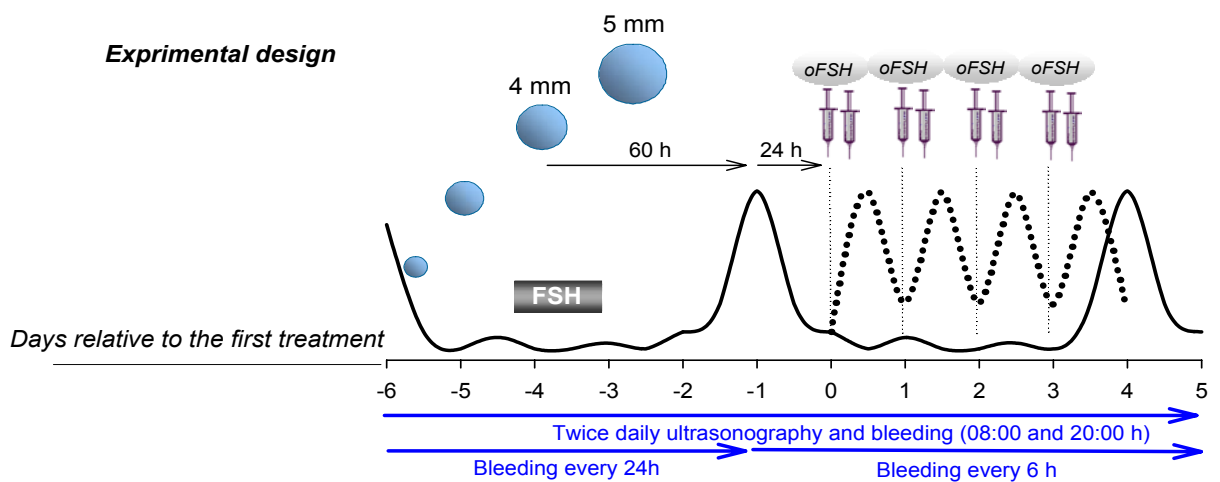 5 mm
Exprimental design
4 mm
oFSH oFSH oFSH oFSH
60 h 24 h
FSH
Days relative to the first treatment
-6 -5 -4 -3 -2 -1 0 1 2 3 4 5
Twice daily ultrasonography and bleeding (08:00 and 20:00 h)
Bleeding every 24h Bleeding every 6 h